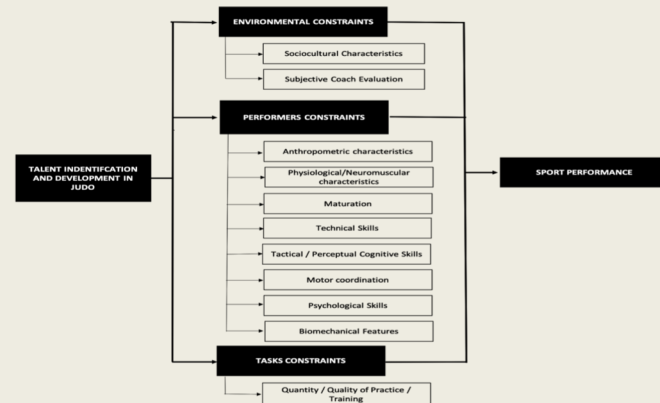 ENVIRONMENTAL CONSTRAINTS
Sociocultural Characteristics
Subjective Coach Evaluation
PERFORMERS CONSTRAINTS
Anthropometric characteristics
Physiological/Neuromuscular
characteristics
Maturation
Technical Skills
Tactical / Perceptual Cognitive Skills
Motor coordination
Psychological Skills
Biomechanical Features
TASKS CONSTRAINTS
Quantity / Quality of Practice /
Training
TALENT INDENTIFCATION
AND DEVELOPMENT IN
JUDO
SPORT PERFORMANCE